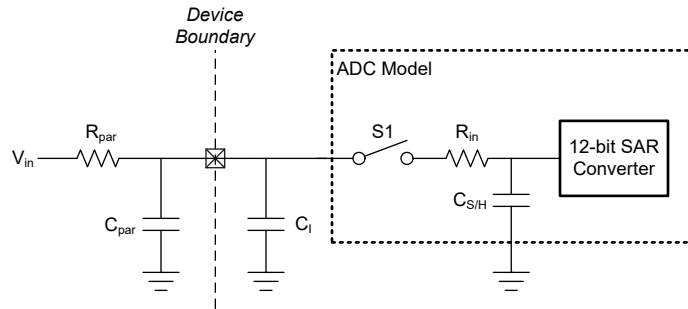 Device
Boundary
ADC Model
R_par
S1
R_in
12-bit SAR
Converter
V_in
C_par
C_I
C_S/H